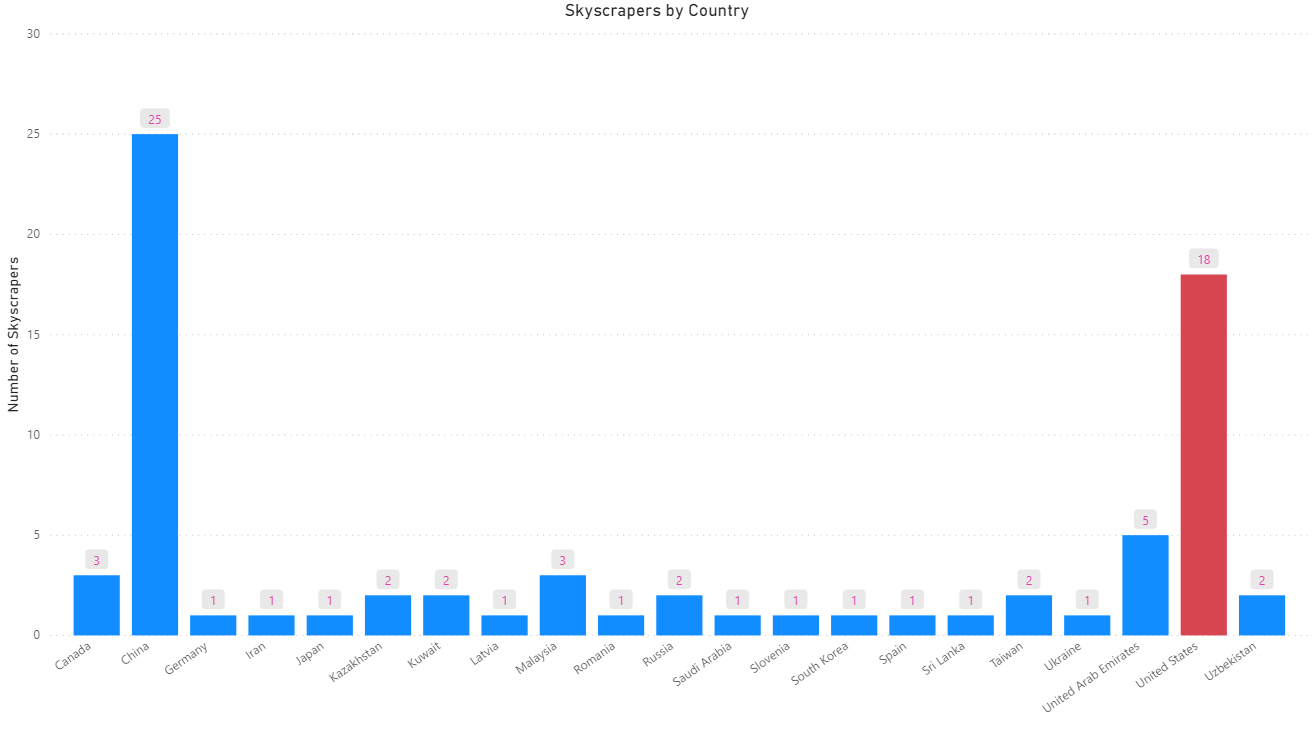 Skyscrapers by Country
Number of Skyscrapers
30
25
20
15
10
5
0
3
25
1
1
1
2
2
1
3
1
2
1
1
1
1
1
2
1
5
18
2
Canada
China
Germany
Iran
Japan
Kazakhstan
Kuwait
Latvia
Malaysia
Romania
Russia
Saudi Arabia
Slovenia
South Korea
Spain
Sri Lanka
Taiwan
Ukraine
United Arab Emirates
United States
Uzbekistan